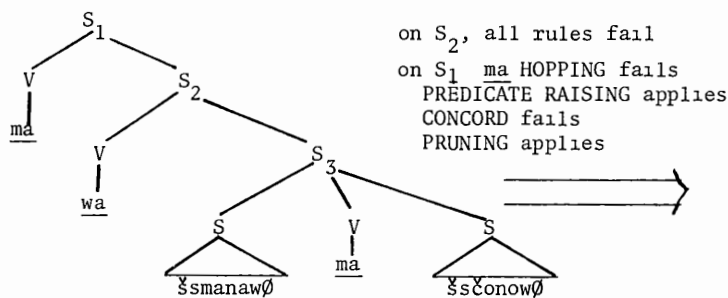 S1
on S2, all rules fail
V
S2
on S1 ma HOPPING fails
PREDICATE RAISING applies
ma
CONCORD fails
V
S3
PRUNING applies
wa
S
V
S
ma
šsmanawØ
šsčonowØ